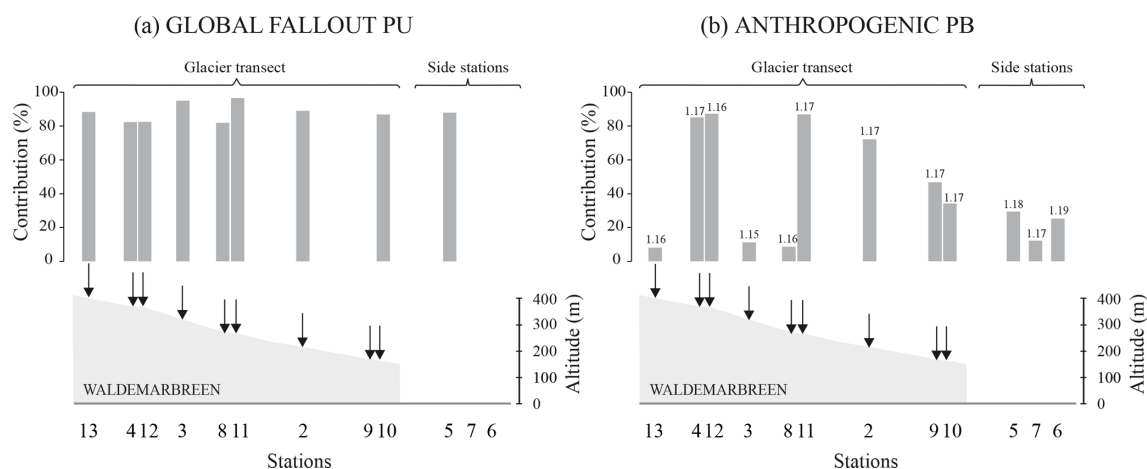 (a) GLOBAL FALLOUT PU
Glacier transect
Side stations
Contribution (%)
100
80
60
40
20
0
400
300
200
100
0
Altitude (m)
WALDEMARBREEN
13 4 12 3 8 11 2 9 10 5 7 6
Stations
(b) ANTHROPOGENIC PB
Glacier transect
Side stations
Contribution (%)
100
80
60
40
20
0
1.16
1.17
1.16
1.15
1.16
1.17
1.17
1.17
1.17
1.18
1.17
1.19
400
300
200
100
0
Altitude (m)
WALDEMARBREEN
13 4 12 3 8 11 2 9 10 5 7 6
Stations